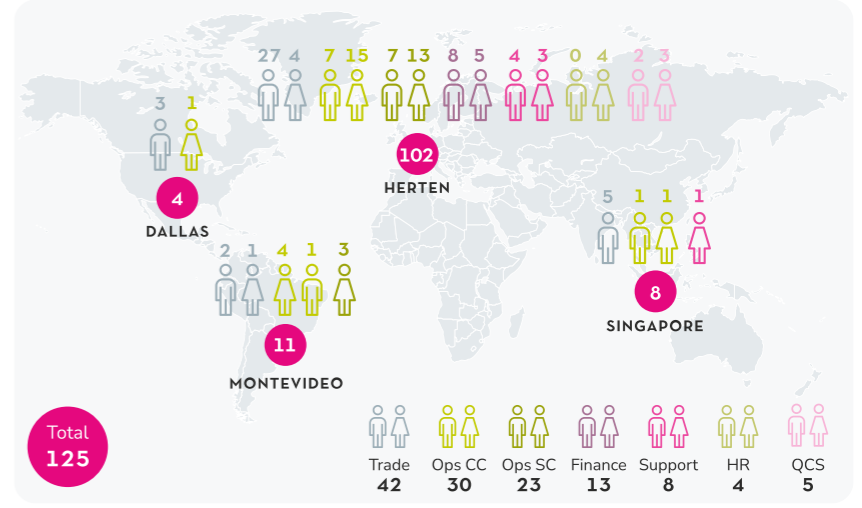 27 4 7 15 7 13 8 5 4 3 0 4 2 3
102
HERTEN
3 1
4
DALLAS
5 1 1 1
8
SINGAPORE
2 1 4 1 3
11
MONTEVIDEO
Total
125
Trade Ops CC Ops SC Finance Support HR QCS
42 30 23 13 8 4 5